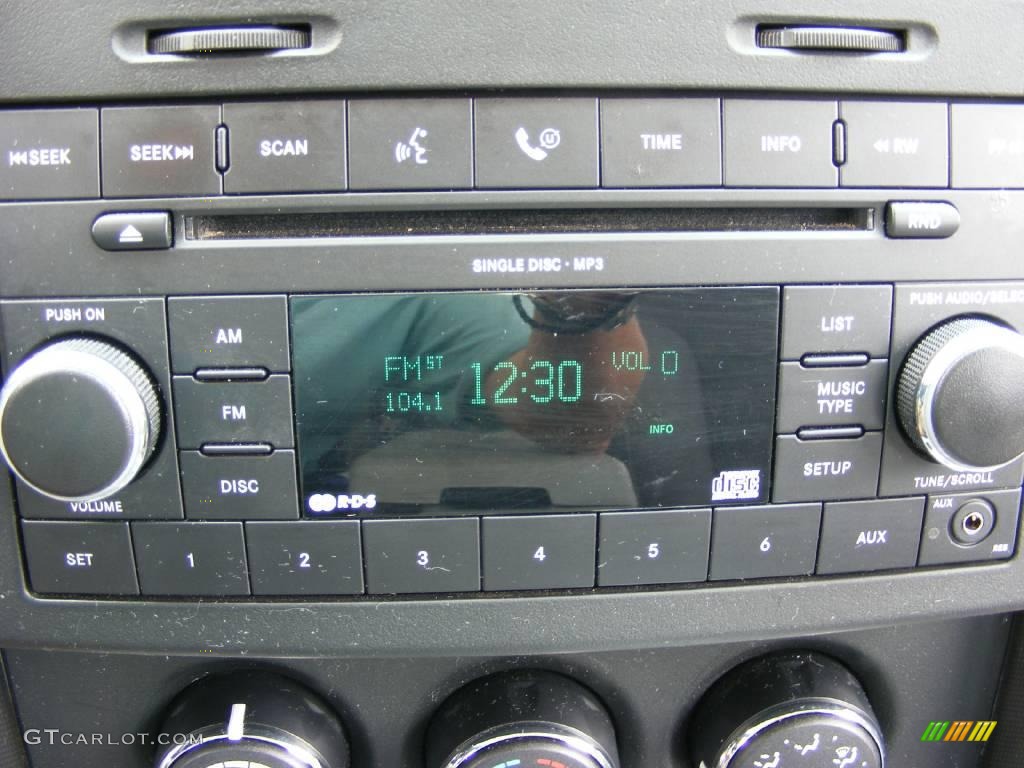 SEEK
SEEK
SCAN
TIME
INFO
RW
RND
SINGLE DISC • MP3
PUSH ON
AM
FM
DISC
VOLUME
FM ST
104.1
12:30
VOL 0
INFO
R·D·S
disc
LIST
MUSIC
TYPE
SETUP
PUSH AUDIO/SELEC
TUNE/SCROLL
AUX
SET
1
2
3
4
5
6
AUX
GTCARLOT.COM